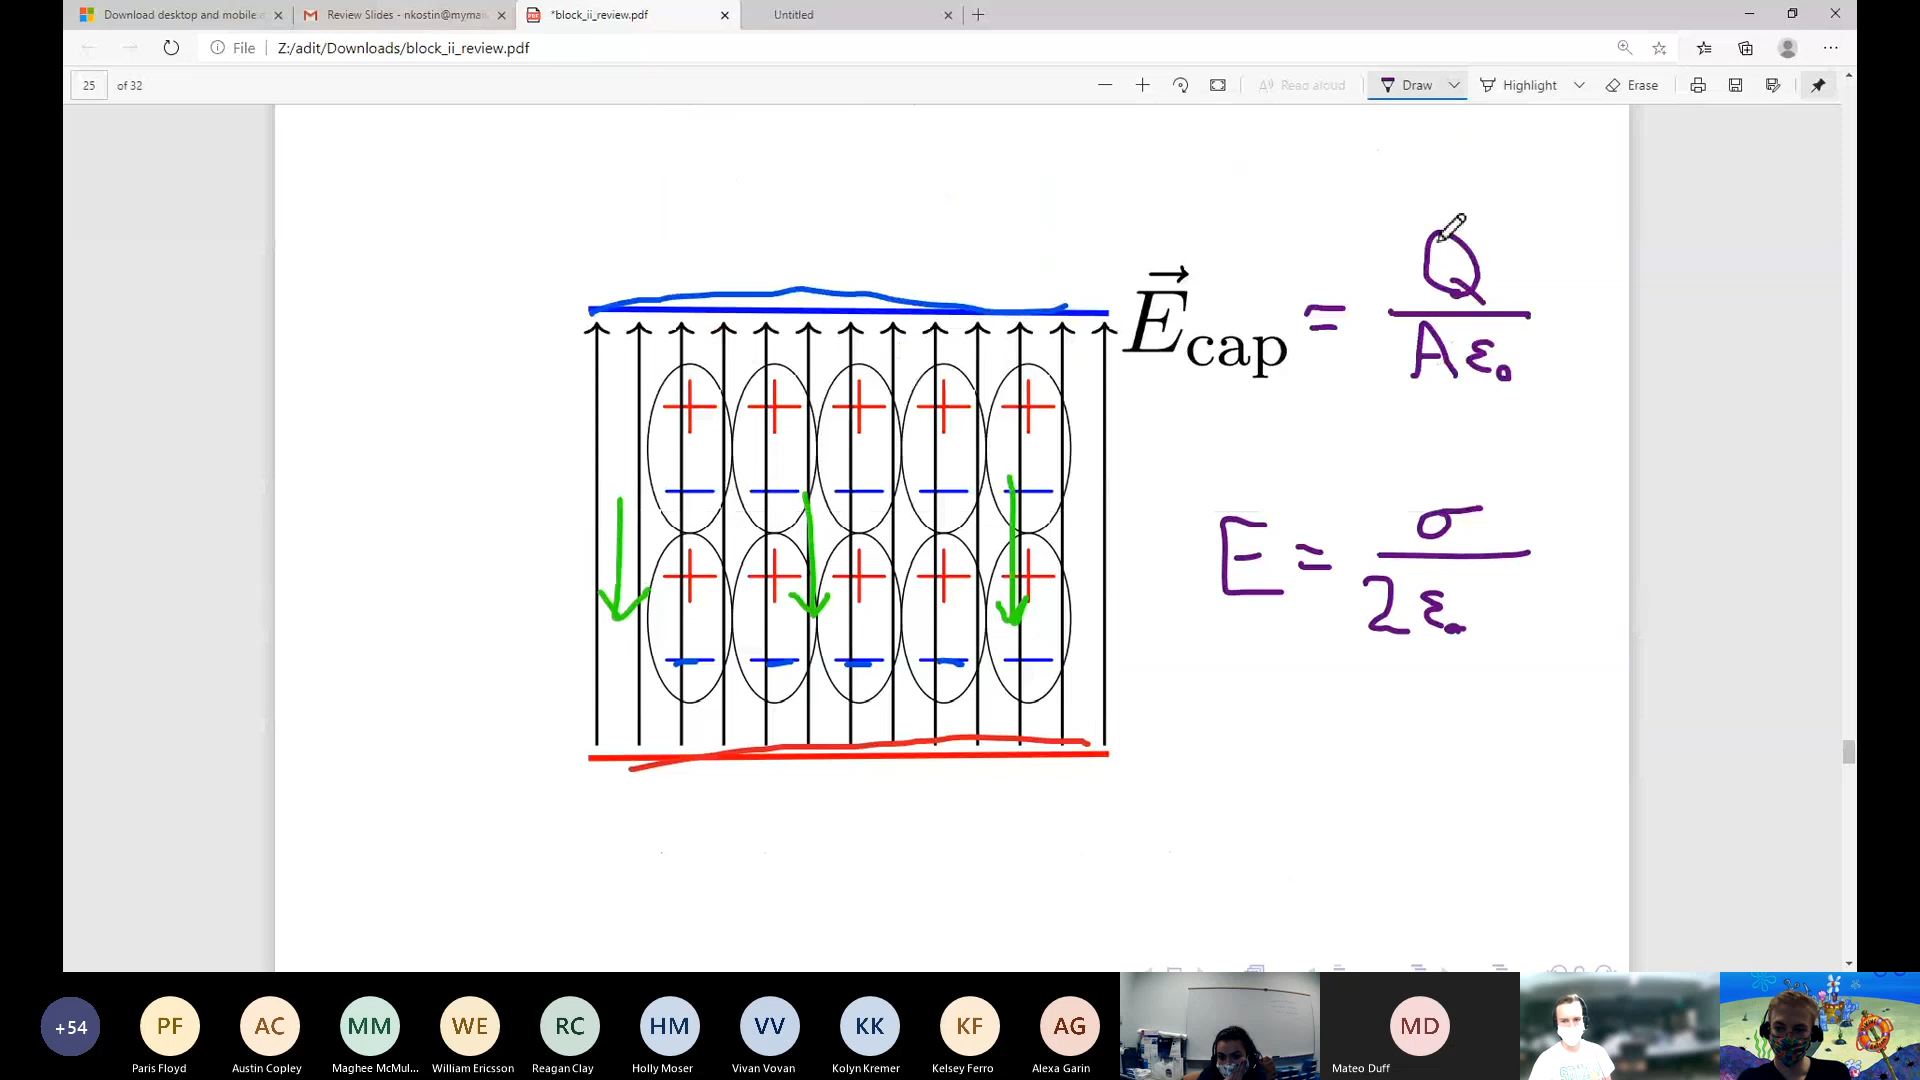 Download desktop and mobile a
Review Slides - nkostin@mymai
*block_ii_review.pdf
Untitled
File
Z:/adit/Downloads/block_ii_review.pdf
25 of 32
Read aloud
Draw
Highlight
Erase
E⃗cap = Q / Aε₀
+ + + + +
− − − − −
+ + + + +
− − − − −
E = σ / 2ε₀
+54
PF
AC
MM
WE
RC
HM
VV
KK
KF
AG
MD
Paris Floyd
Austin Copley
Maghee McMul...
William Ericsson
Reagan Clay
Holly Moser
Vivan Vovan
Kolyn Kremer
Kelsey Ferro
Alexa Garin
Mateo Duff